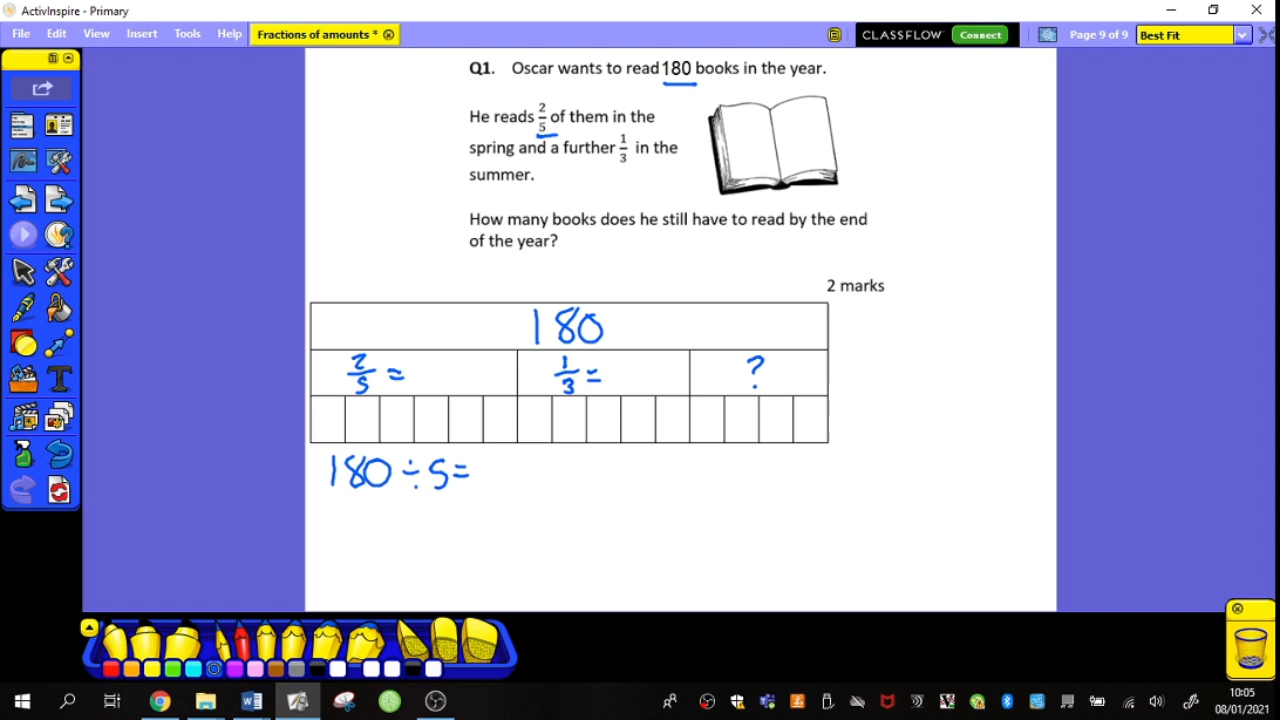 ActivInspire - Primary
File Edit View Insert Tools Help Fractions of amounts * CLASSFLOW Connect Page 9 of 9 Best Fit
Q1. Oscar wants to read 180 books in the year.
He reads 2/5 of them in the
spring and a further 1/3 in the
summer.
How many books does he still have to read by the end
of the year?
2 marks
180
2/5 = 1/3 = ?
180 ÷ 5 =
10:05
08/01/2021